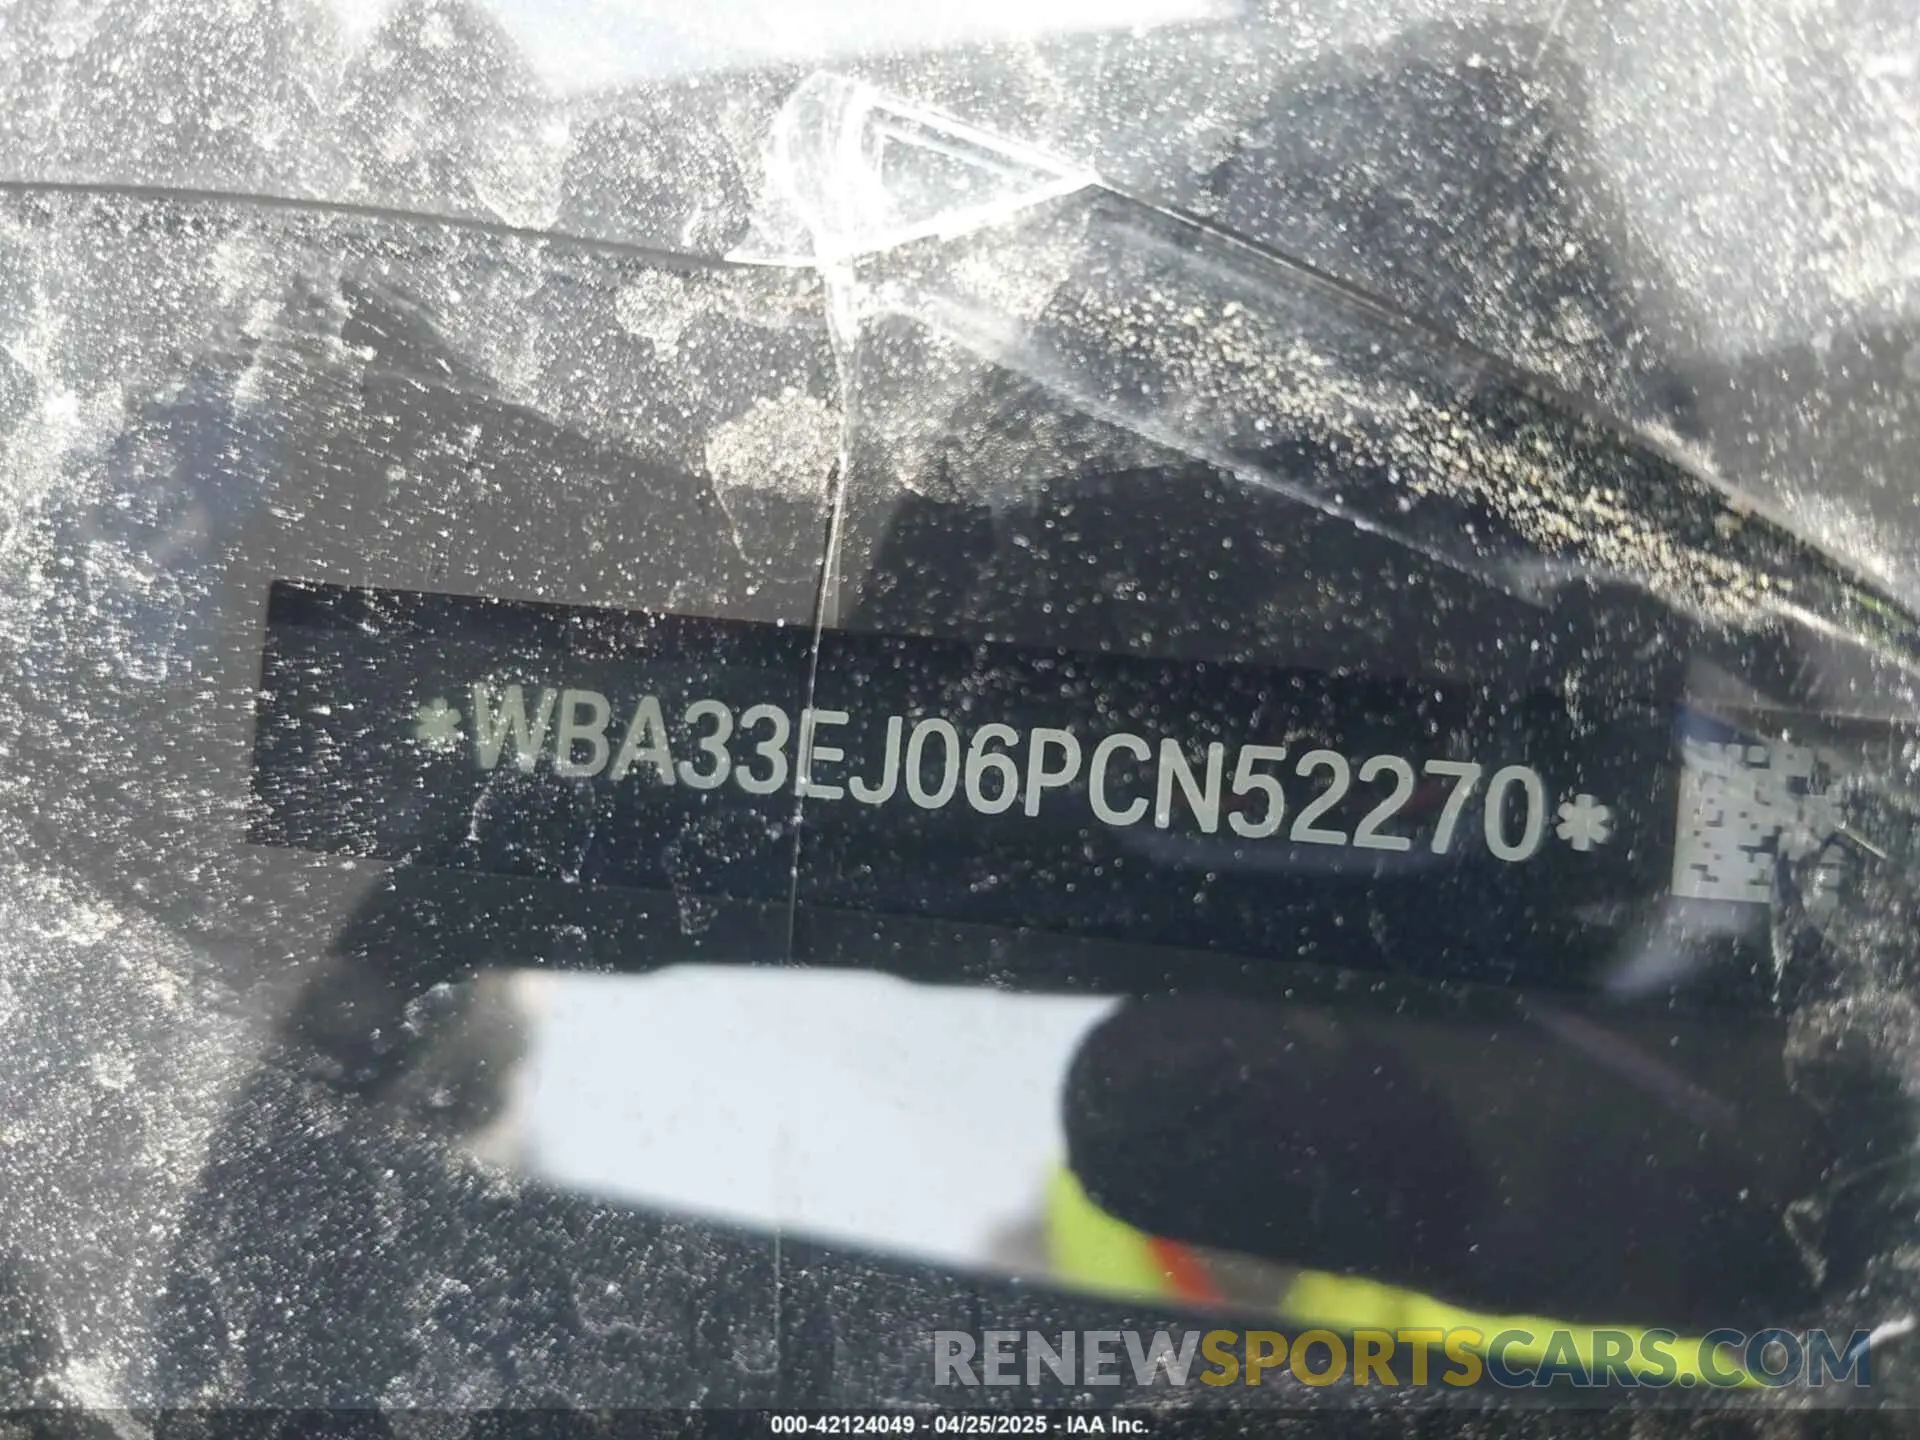 *WBA33EJ06PCN52270*
RENEWSPORTSCARS.COM
000-42124049 - 04/25/2025 - IAA Inc.